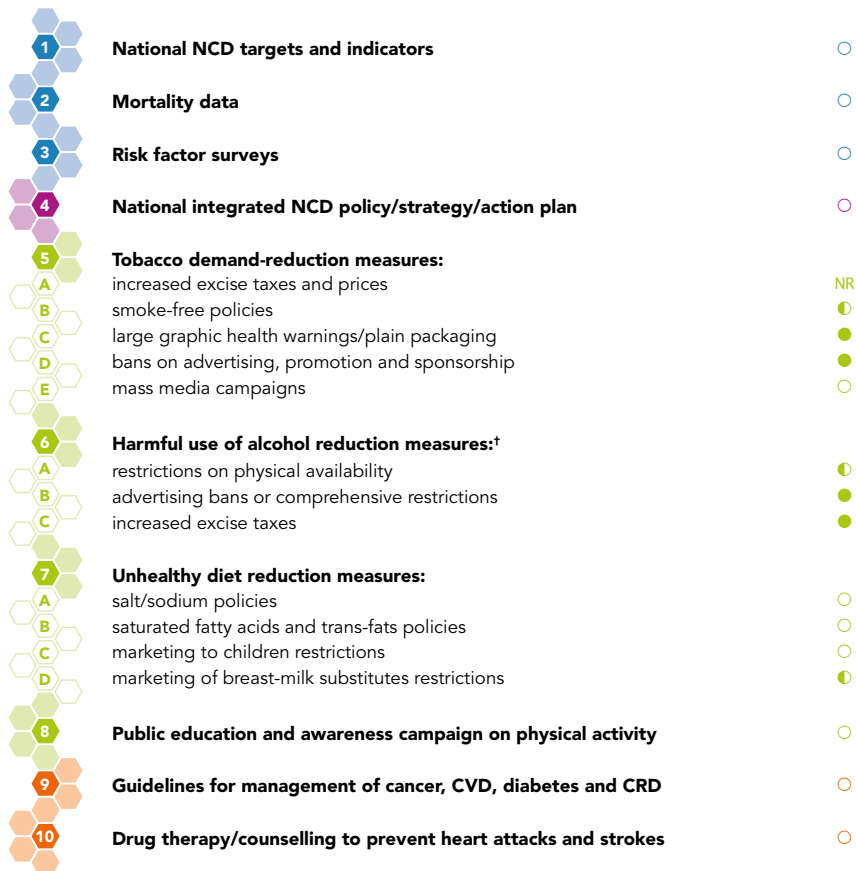 1 National NCD targets and indicators ○
2 Mortality data ○
3 Risk factor surveys ○
4 National integrated NCD policy/strategy/action plan ○
5 Tobacco demand-reduction measures:
A increased excise taxes and prices NR
B smoke-free policies ◐
C large graphic health warnings/plain packaging ●
D bans on advertising, promotion and sponsorship ●
E mass media campaigns ○
6 Harmful use of alcohol reduction measures:†
A restrictions on physical availability ◐
B advertising bans or comprehensive restrictions ●
C increased excise taxes ●
7 Unhealthy diet reduction measures:
A salt/sodium policies ○
B saturated fatty acids and trans-fats policies ○
C marketing to children restrictions ○
D marketing of breast-milk substitutes restrictions ◐
8 Public education and awareness campaign on physical activity ○
9 Guidelines for management of cancer, CVD, diabetes and CRD ○
10 Drug therapy/counselling to prevent heart attacks and strokes ○